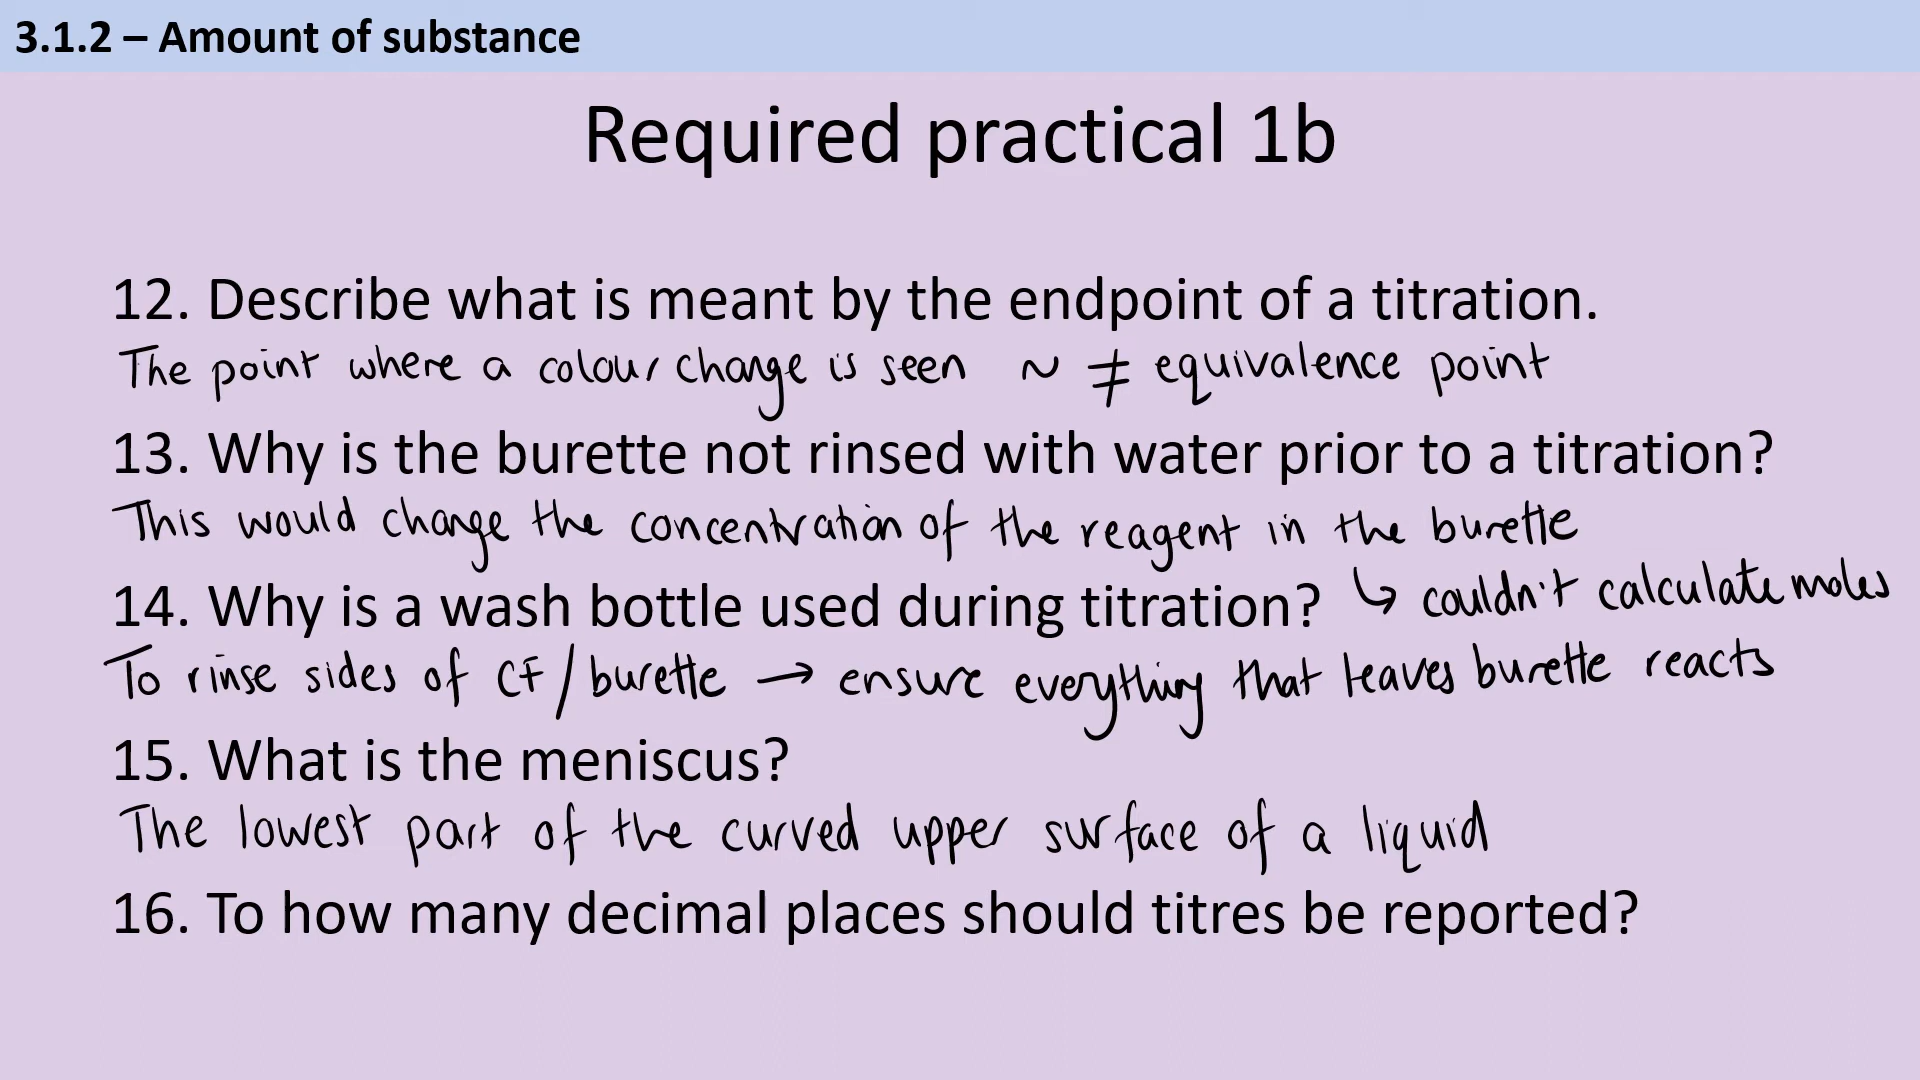 3.1.2 – Amount of substance
Required practical 1b
12. Describe what is meant by the endpoint of a titration.
The point where a colour change is seen ~ ≠ equivalence point
13. Why is the burette not rinsed with water prior to a titration?
This would change the concentration of the reagent in the burette
14. Why is a wash bottle used during titration? ↳ couldn't calculate moles
To rinse sides of CF/burette → ensure everything that leaves burette reacts
15. What is the meniscus?
The lowest part of the curved upper surface of a liquid
16. To how many decimal places should titres be reported?